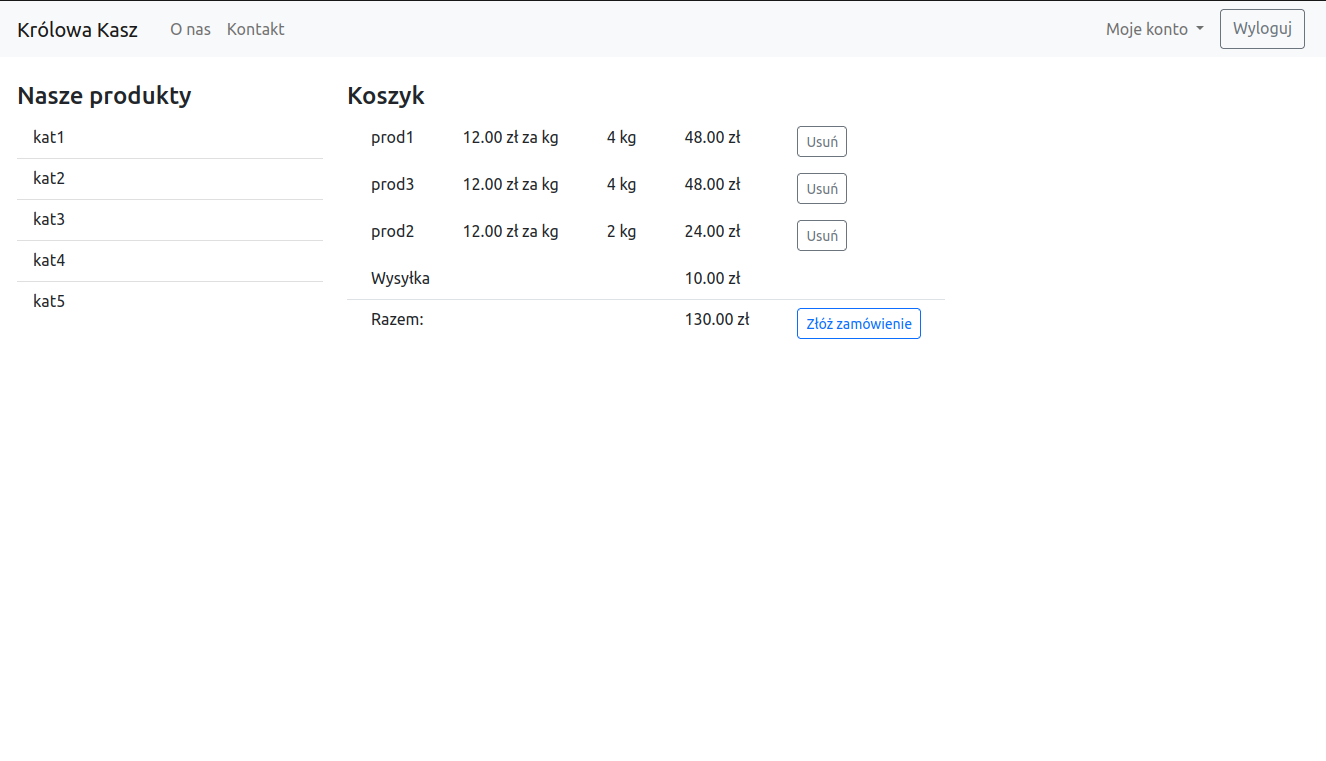 Królowa Kasz O nas Kontakt Moje konto Wyloguj
Nasze produkty
kat1
kat2
kat3
kat4
kat5
Koszyk
prod1 12.00 zł za kg 4 kg 48.00 zł Usuń
prod3 12.00 zł za kg 4 kg 48.00 zł Usuń
prod2 12.00 zł za kg 2 kg 24.00 zł Usuń
Wysyłka 10.00 zł
Razem: 130.00 zł Złóż zamówienie